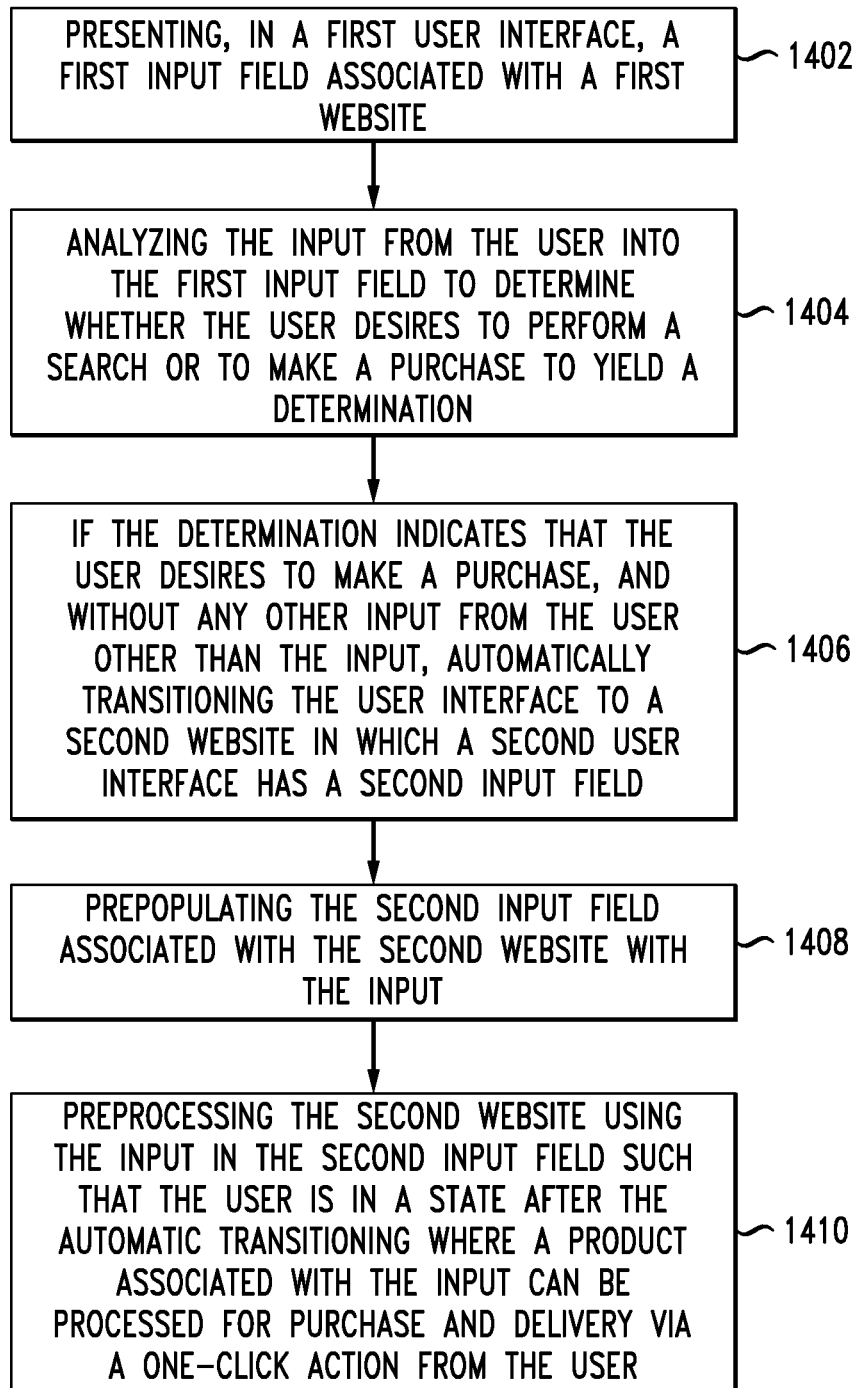 PRESENTING, IN A FIRST USER INTERFACE, A
FIRST INPUT FIELD ASSOCIATED WITH A FIRST
WEBSITE
1402
ANALYZING THE INPUT FROM THE USER INTO
THE FIRST INPUT FIELD TO DETERMINE
WHETHER THE USER DESIRES TO PERFORM A
SEARCH OR TO MAKE A PURCHASE TO YIELD A
DETERMINATION
1404
IF THE DETERMINATION INDICATES THAT THE
USER DESIRES TO MAKE A PURCHASE, AND
WITHOUT ANY OTHER INPUT FROM THE USER
OTHER THAN THE INPUT, AUTOMATICALLY
TRANSITIONING THE USER INTERFACE TO A
SECOND WEBSITE IN WHICH A SECOND USER
INTERFACE HAS A SECOND INPUT FIELD
1406
PREPOPULATING THE SECOND INPUT FIELD
ASSOCIATED WITH THE SECOND WEBSITE WITH
THE INPUT
1408
PREPROCESSING THE SECOND WEBSITE USING
THE INPUT IN THE SECOND INPUT FIELD SUCH
THAT THE USER IS IN A STATE AFTER THE
AUTOMATIC TRANSITIONING WHERE A PRODUCT
ASSOCIATED WITH THE INPUT CAN BE
PROCESSED FOR PURCHASE AND DELIVERY VIA
A ONE-CLICK ACTION FROM THE USER
1410